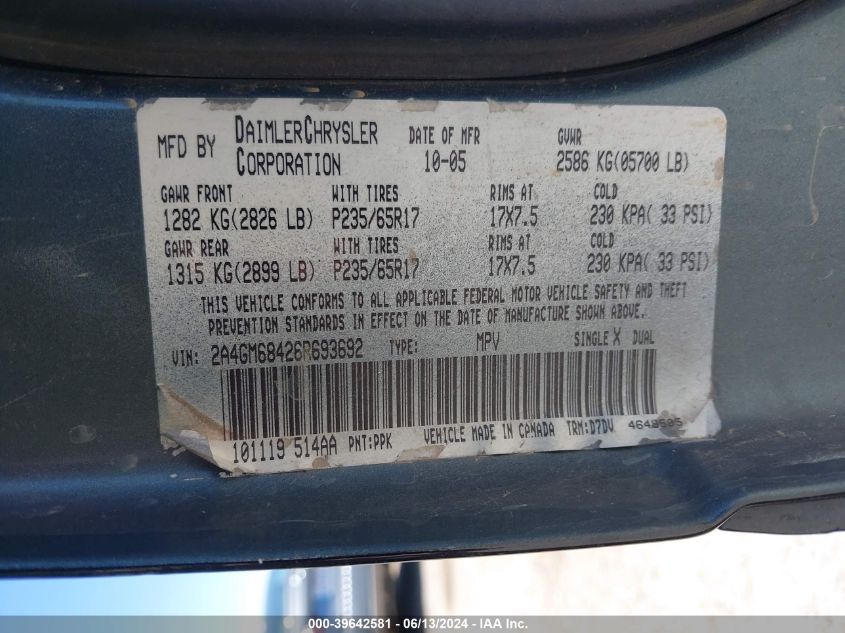 MFD BY DAIMLERCHRYSLER CORPORATION DATE OF MFR 10-05 GVWR 2586 KG(05700 LB)
GAWR FRONT WITH TIRES RIMS AT COLD
1282 KG(2826 LB) P235/65R17 17X7.5 230 KPA( 33 PSI)
GAWR REAR WITH TIRES RIMS AT COLD
1315 KG(2899 LB) P235/65R17 17X7.5 230 KPA( 33 PSI)
THIS VEHICLE CONFORMS TO ALL APPLICABLE FEDERAL MOTOR VEHICLE SAFETY AND THEFT
PREVENTION STANDARDS IN EFFECT ON THE DATE OF MANUFACTURE SHOWN ABOVE.
VIN: 2A4GM68426R693692 TYPE: MPV SINGLE X DUAL
101119 514AA PNT:PPK VEHICLE MADE IN CANADA TRM:D7DV
000-39642581 - 06/13/2024 - IAA Inc.